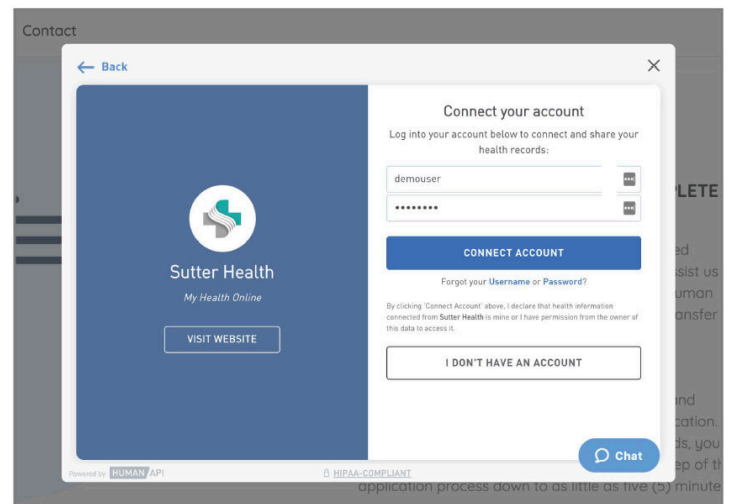 Contact
← Back
Connect your account
Log into your account below to connect and share your
health records:
demouser
••••••••
CONNECT ACCOUNT
Forgot your Username or Password?
By clicking 'Connect Account' above, I declare that health information
connected from Sutter Health is mine or I have permission from the owner of
this data to access it.
I DON'T HAVE AN ACCOUNT
Sutter Health
My Health Online
VISIT WEBSITE
Chat
Powered by HUMAN API
HIPAA-COMPLIANT
PLETE
ed
sist us
uman
ansfer
nd
cation.
ds, you
ep of th
application process down to as little as five (5) minute